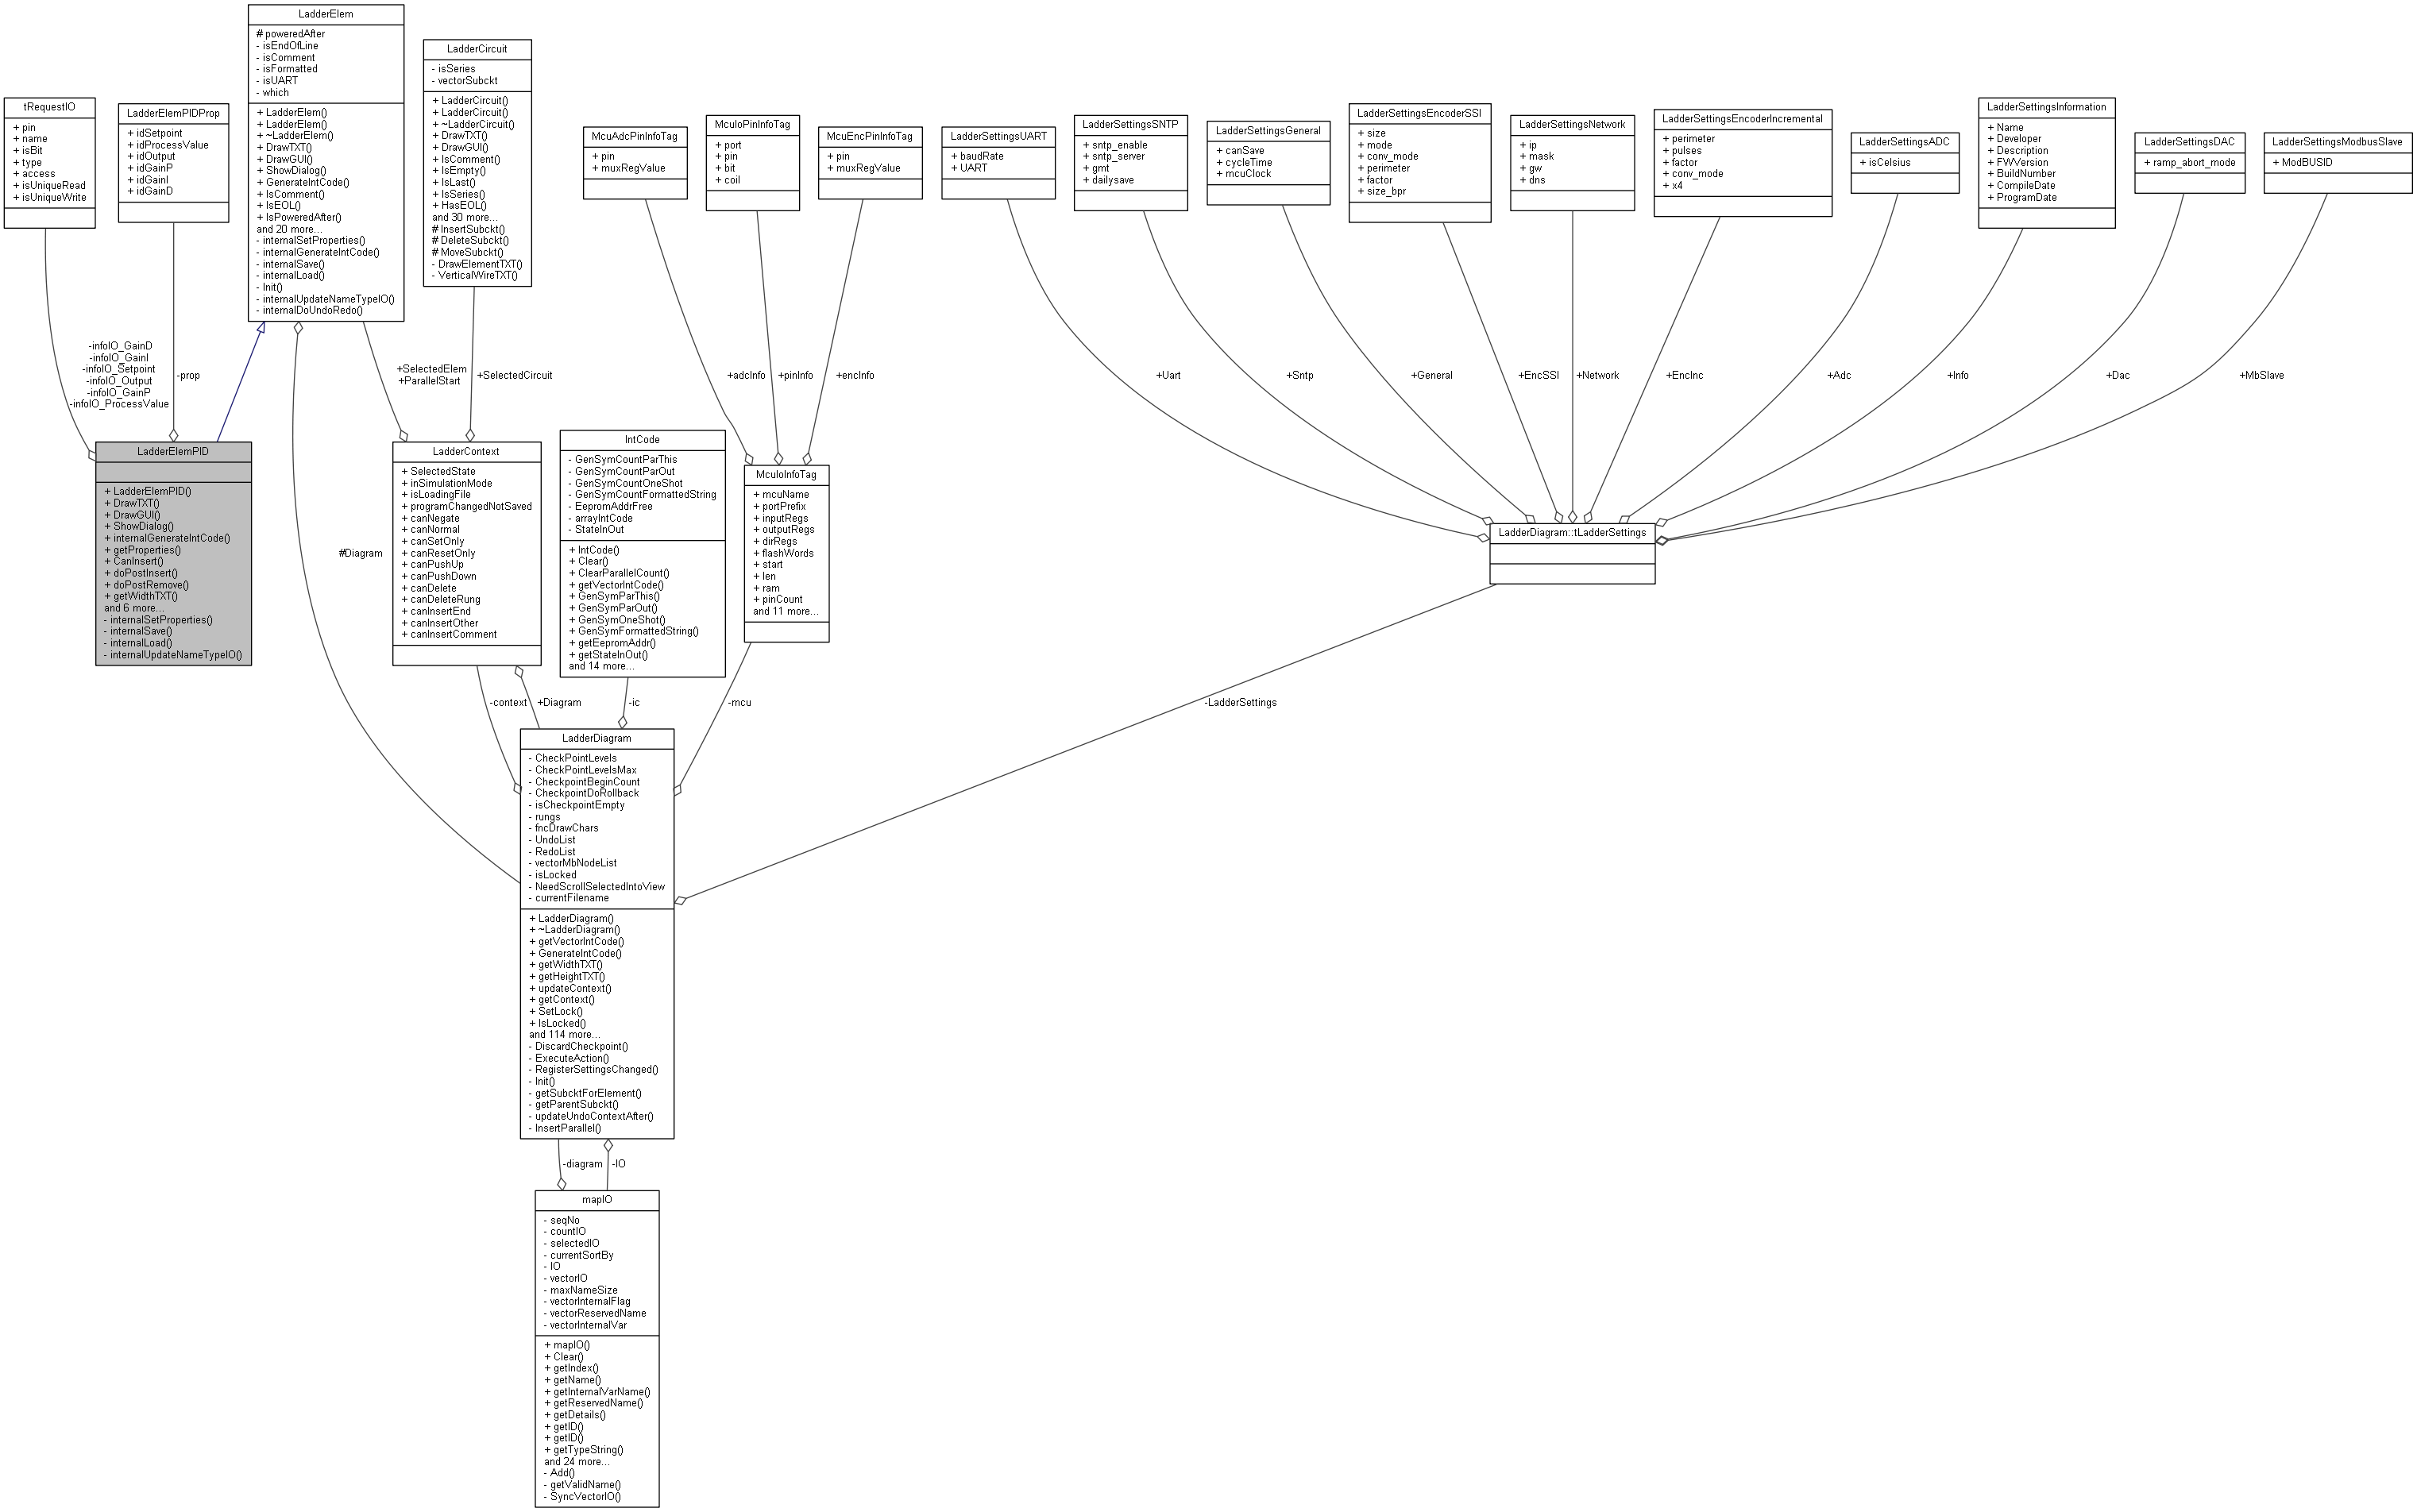 LadderElem
# poweredAfter
- isEndOfLine
- isComment
- isFormatted
- isUART
- which
+ LadderElem()
+ LadderElem()
+ ~LadderElem()
+ DrawTXT()
+ DrawGUI()
+ ShowDialog()
+ GenerateIntCode()
+ IsComment()
+ IsEOL()
+ IsPoweredAfter()
and 20 more...
- internalSetProperties()
- internalGenerateIntCode()
- internalSave()
- internalLoad()
- Init()
- internalUpdateNameTypeIO()
- internalDoUndoRedo()
LadderCircuit
- isSeries
- vectorSubckt
+ LadderCircuit()
+ LadderCircuit()
+ ~LadderCircuit()
+ DrawTXT()
+ DrawGUI()
+ IsComment()
+ IsEmpty()
+ IsLast()
+ IsSeries()
+ HasEOL()
and 30 more...
# InsertSubckt()
# DeleteSubckt()
# MoveSubckt()
- DrawElementTXT()
- VerticalWireTXT()
tRequestIO
+ pin
+ name
+ isBit
+ type
+ access
+ isUniqueRead
+ isUniqueWrite
LadderElemPIDProp
+ idSetpoint
+ idProcessValue
+ idOutput
+ idGainP
+ idGainI
+ idGainD
McuAdcPinInfoTag
+ pin
+ muxRegValue
McuIoPinInfoTag
+ port
+ pin
+ bit
+ coil
McuEncPinInfoTag
+ pin
+ muxRegValue
LadderSettingsUART
+ baudRate
+ UART
LadderSettingsSNTP
+ sntp_enable
+ sntp_server
+ gmt
+ dailysave
LadderSettingsGeneral
+ canSave
+ cycleTime
+ mcuClock
LadderSettingsEncoderSSI
+ size
+ mode
+ conv_mode
+ perimeter
+ factor
+ size_bpr
LadderSettingsNetwork
+ ip
+ mask
+ gw
+ dns
LadderSettingsEncoderIncremental
+ perimeter
+ pulses
+ factor
+ conv_mode
+ x4
LadderSettingsADC
+ isCelsius
LadderSettingsInformation
+ Name
+ Developer
+ Description
+ FWVersion
+ BuildNumber
+ CompileDate
+ ProgramDate
LadderSettingsDAC
+ ramp_abort_mode
LadderSettingsModbusSlave
+ ModBUSID
-infoIO_GainD
-infoIO_GainI
-infoIO_Setpoint
-infoIO_Output
-infoIO_GainP
-infoIO_ProcessValue
-prop
+SelectedElem
+ParallelStart
+SelectedCircuit
+adcInfo
+pinInfo
+encInfo
+Uart
+Sntp
+General
+EncSSI
+Network
+EncInc
+Adc
+Info
+Dac
+MbSlave
LadderElemPID
+ LadderElemPID()
+ DrawTXT()
+ DrawGUI()
+ ShowDialog()
+ internalGenerateIntCode()
+ getProperties()
+ CanInsert()
+ doPostInsert()
+ doPostRemove()
+ getWidthTXT()
and 6 more...
- internalSetProperties()
- internalSave()
- internalLoad()
- internalUpdateNameTypeIO()
#Diagram
LadderContext
+ SelectedState
+ inSimulationMode
+ isLoadingFile
+ programChangedNotSaved
+ canNegate
+ canNormal
+ canSetOnly
+ canResetOnly
+ canPushUp
+ canPushDown
+ canDelete
+ canDeleteRung
+ canInsertEnd
+ canInsertOther
+ canInsertComment
IntCode
- GenSymCountParThis
- GenSymCountParOut
- GenSymCountOneShot
- GenSymCountFormattedString
- EepromAddrFree
- arrayIntCode
- StateInOut
+ IntCode()
+ Clear()
+ ClearParallelCount()
+ getVectorIntCode()
+ GenSymParThis()
+ GenSymParOut()
+ GenSymOneShot()
+ GenSymFormattedString()
+ getEepromAddr()
+ getStateInOut()
and 14 more...
McuIoInfoTag
+ mcuName
+ portPrefix
+ inputRegs
+ outputRegs
+ dirRegs
+ flashWords
+ start
+ len
+ ram
+ pinCount
and 11 more...
LadderDiagram::tLadderSettings
-context
+Diagram
-ic
-mcu
-LadderSettings
LadderDiagram
- CheckPointLevels
- CheckPointLevelsMax
- CheckpointBeginCount
- CheckpointDoRollback
- isCheckpointEmpty
- rungs
- fncDrawChars
- UndoList
- RedoList
- vectorMbNodeList
- isLocked
- NeedScrollSelectedIntoView
- currentFilename
+ LadderDiagram()
+ ~LadderDiagram()
+ getVectorIntCode()
+ GenerateIntCode()
+ getWidthTXT()
+ getHeightTXT()
+ updateContext()
+ getContext()
+ SetLock()
+ IsLocked()
and 114 more...
- DiscardCheckpoint()
- ExecuteAction()
- RegisterSettingsChanged()
- Init()
- getSubcktForElement()
- getParentSubckt()
- updateUndoContextAfter()
- InsertParallel()
-diagram
-IO
mapIO
- seqNo
- countIO
- selectedIO
- currentSortBy
- IO
- vectorIO
- maxNameSize
- vectorInternalFlag
- vectorReservedName
- vectorInternalVar
+ mapIO()
+ Clear()
+ getIndex()
+ getName()
+ getInternalVarName()
+ getReservedName()
+ getDetails()
+ getID()
+ getID()
+ getTypeString()
and 24 more...
- Add()
- getValidName()
- SyncVectorIO()